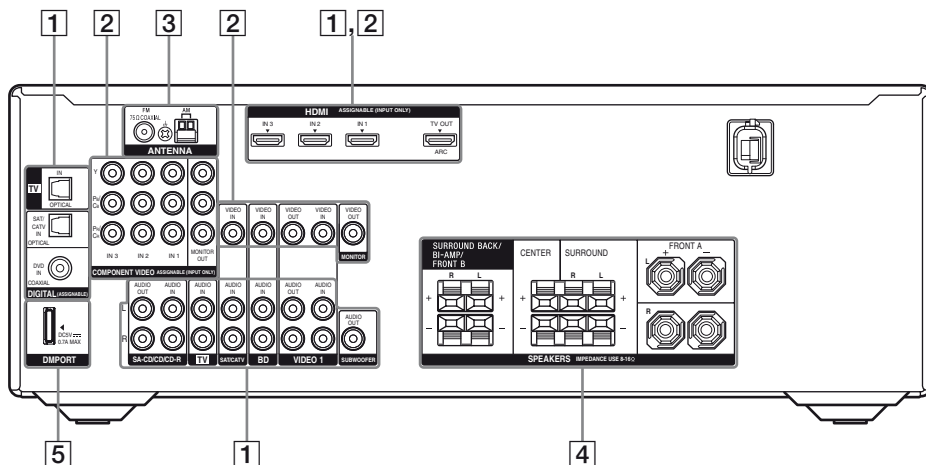 1 2 3 2 1, 2
FM
75Ω COAXIAL
AM
ANTENNA
HDMI ASSIGNABLE (INPUT ONLY)
IN 3 IN 2 IN 1 TV OUT
ARC
TV
IN
OPTICAL
SAT/
CATV
IN
OPTICAL
DVD
IN
COAXIAL
DIGITAL (ASSIGNABLE)
Y
PB/
CB
PR/
CR
IN 3 IN 2 IN 1
MONITOR
OUT
COMPONENT VIDEO ASSIGNABLE (INPUT ONLY)
VIDEO
IN
VIDEO
IN
VIDEO
OUT
VIDEO
IN
VIDEO
OUT
MONITOR
DC5V
0.7A MAX
DMPORT
AUDIO
OUT
AUDIO
IN
AUDIO
IN
AUDIO
IN
AUDIO
IN
AUDIO
OUT
AUDIO
IN
L
R
AUDIO
OUT
SA-CD/CD/CD-R TV SAT/CATV BD VIDEO 1 SUBWOOFER
SURROUND BACK/
BI-AMP/
FRONT B
R L
+ +
– –
CENTER SURROUND
R L
+
–
FRONT A
+ –
L
R
SPEAKERS IMPEDANCE USE 8-16Ω
5 1 4